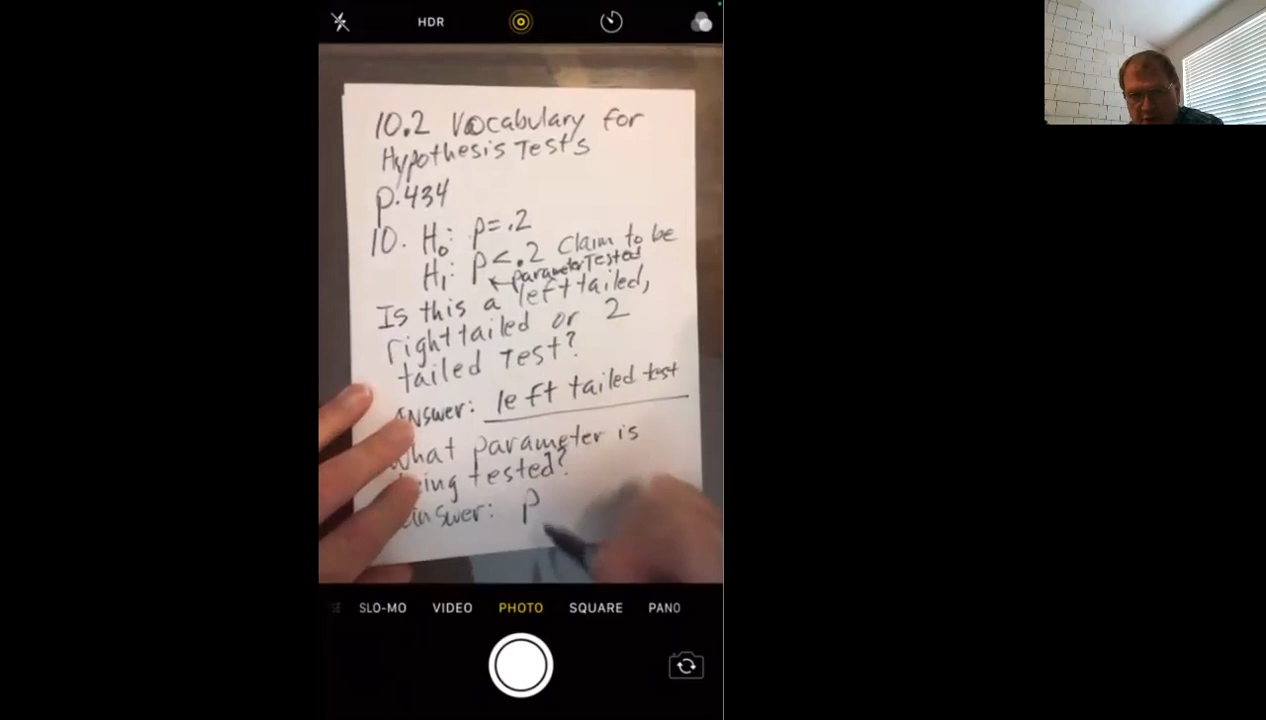 HDR
10.2 Vocabulary for
Hypothesis Tests
p.434
10. H₀: p=.2
H₁: p<.2 Claim to be
←parameter Tested
Is this a left tailed,
right tailed or 2
tailed Test?
Answer: left tailed test
What parameter is
being tested?
Answer: p
SLO-MO VIDEO PHOTO SQUARE PANO